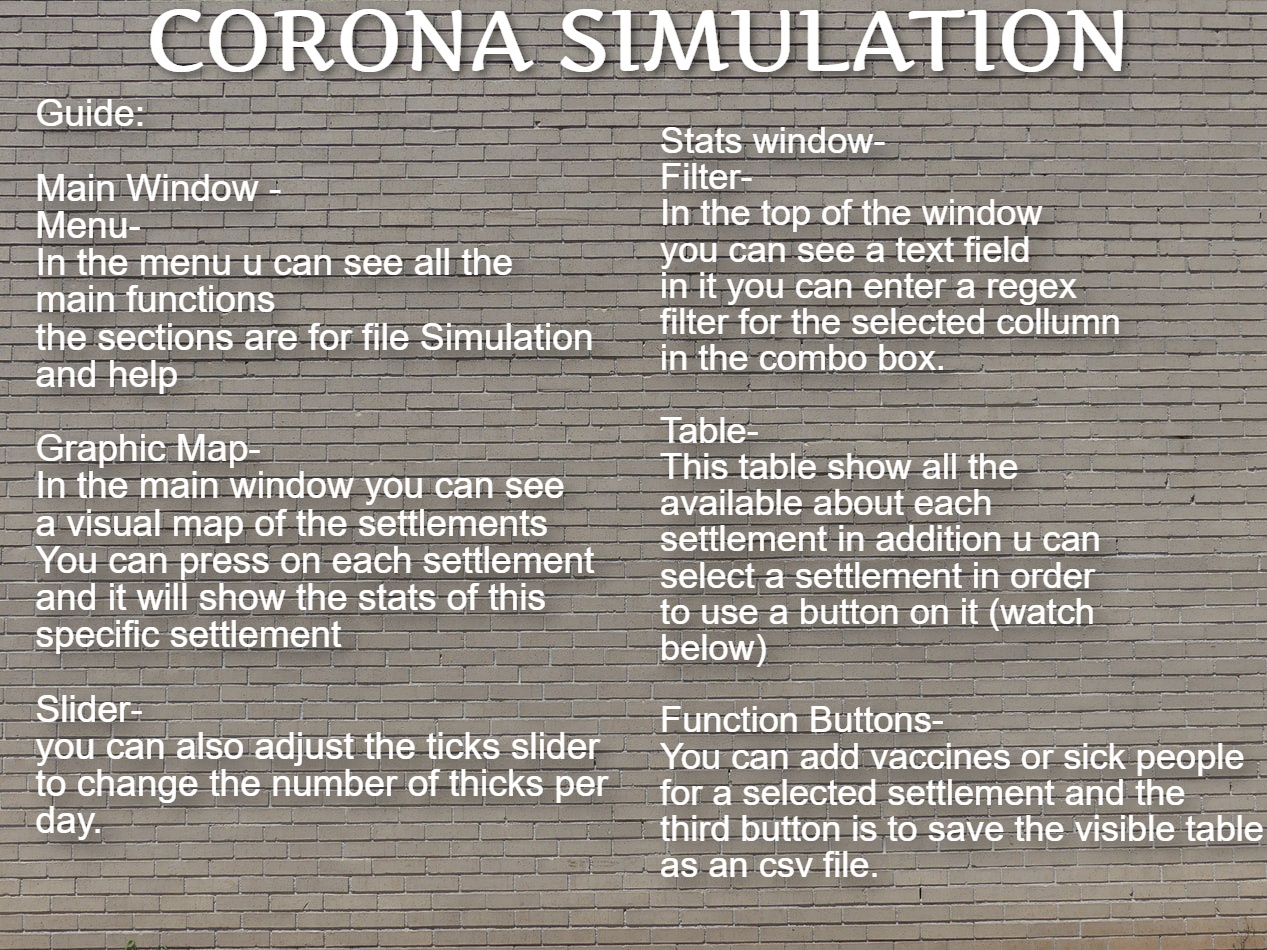 CORONA SIMULATION
Guide:
Main Window -
Menu-
In the menu u can see all the
main functions
the sections are for file Simulation
and help
Graphic Map-
In the main window you can see
a visual map of the settlements
You can press on each settlement
and it will show the stats of this
specific settlement
Slider-
you can also adjust the ticks slider
to change the number of thicks per
day.
Stats window-
Filter-
In the top of the window
you can see a text field
in it you can enter a regex
filter for the selected collumn
in the combo box.
Table-
This table show all the
available about each
settlement in addition u can
select a settlement in order
to use a button on it (watch
below)
Function Buttons-
You can add vaccines or sick people
for a selected settlement and the
third button is to save the visible table
as an csv file.